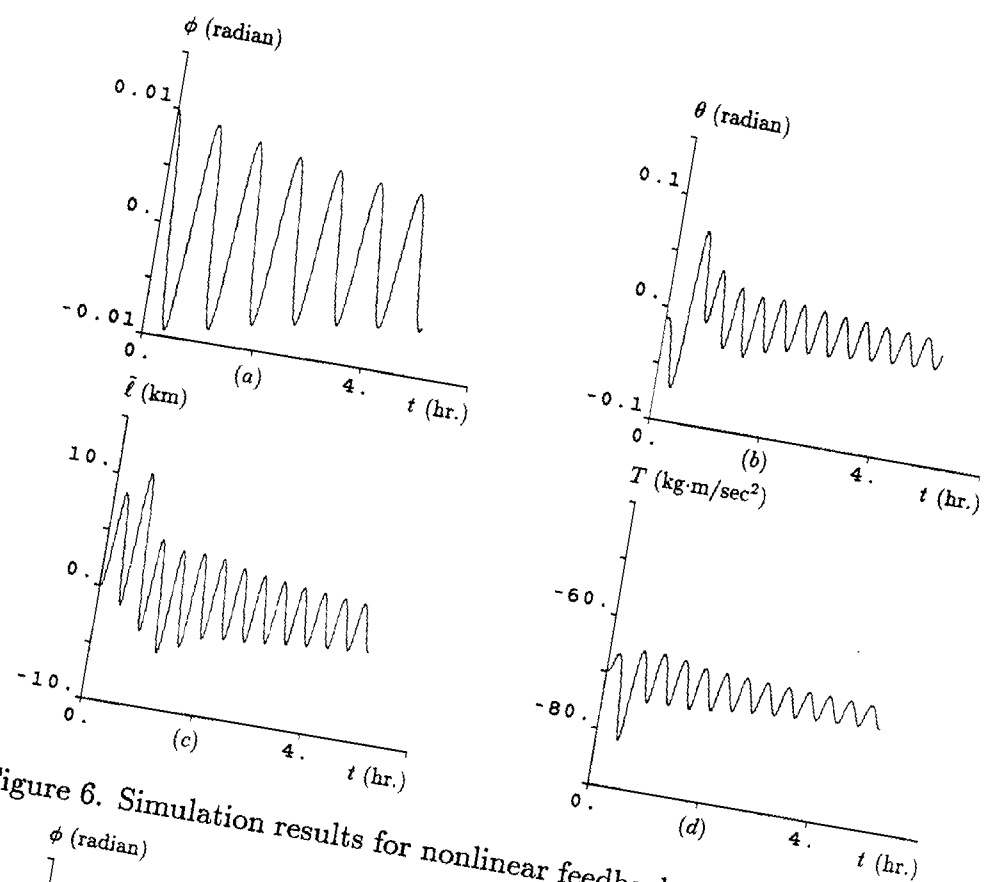 ϕ (radian)
0.01
0.
-0.01
0.
(a)
4.
t (hr.)
θ (radian)
0.1
0.
-0.1
0.
(b)
4.
t (hr.)
ℓ̃ (km)
10.
0.
-10.
0.
(c)
4.
t (hr.)
T (kg·m/sec²)
-60.
-80.
0.
(d)
4.
t (hr.)
igure 6. Simulation results for nonlinear
ϕ (radian)